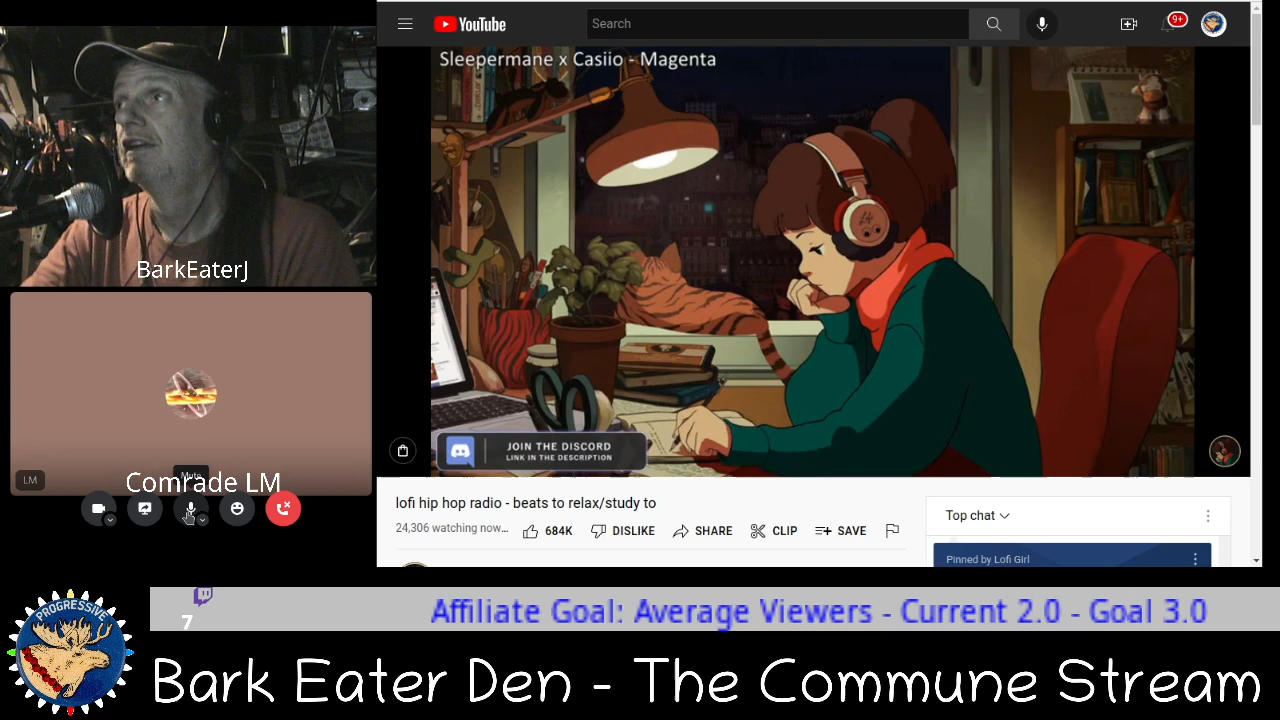 YouTube
Search
9+
Sleepermane x Casiio - Magenta
BarkEaterJ
JOIN THE DISCORD
LINK IN THE DESCRIPTION
LM
Mute
Comrade LM
lofi hip hop radio - beats to relax/study to
24,306 watching now...
684K
DISLIKE
SHARE
CLIP
SAVE
Top chat
Pinned by Lofi Girl
7
Affiliate Goal: Average Viewers - Current 2.0 - Goal 3.0
PROGRESSIVE
Bark Eater Den - The Commune Stream